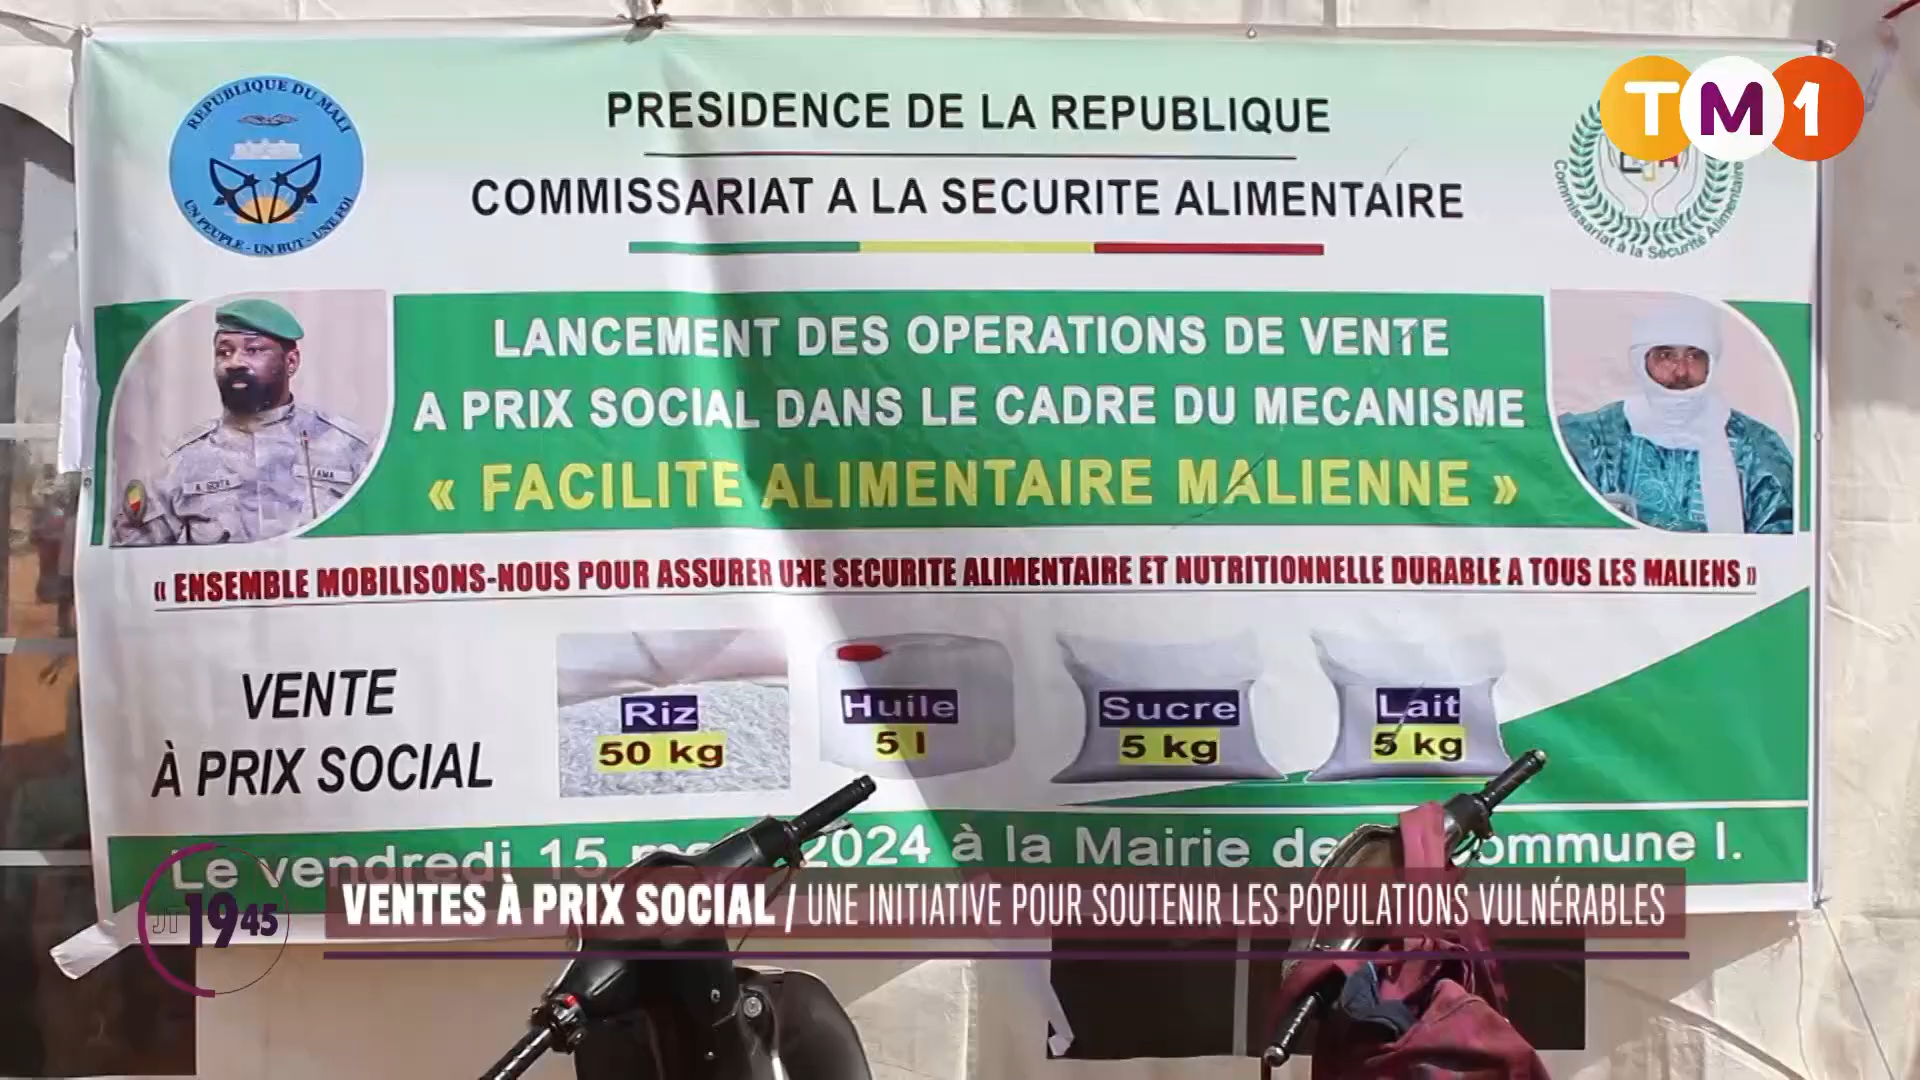 REPUBLIQUE DU MALI
UN PEUPLE - UN BUT - UNE FOI
PRESIDENCE DE LA REPUBLIQUE
COMMISSARIAT A LA SECURITE ALIMENTAIRE
TM1
Commissariat à la Sécurité Alimentaire
LANCEMENT DES OPERATIONS DE VENTE
A PRIX SOCIAL DANS LE CADRE DU MECANISME
« FACILITE ALIMENTAIRE MALIENNE »
A. GOITA
AMA
« ENSEMBLE MOBILISONS-NOUS POUR ASSURER UNE SECURITE ALIMENTAIRE ET NUTRITIONNELLE DURABLE A TOUS LES MALIENS »
VENTE
À PRIX SOCIAL
Riz
50 kg
Huile
5 l
Sucre
5 kg
Lait
5 kg
Le vendredi 15 2024 à la Mairie de ommune I.
JT 19 45
VENTES À PRIX SOCIAL / UNE INITIATIVE POUR SOUTENIR LES POPULATIONS VULNÉRABLES